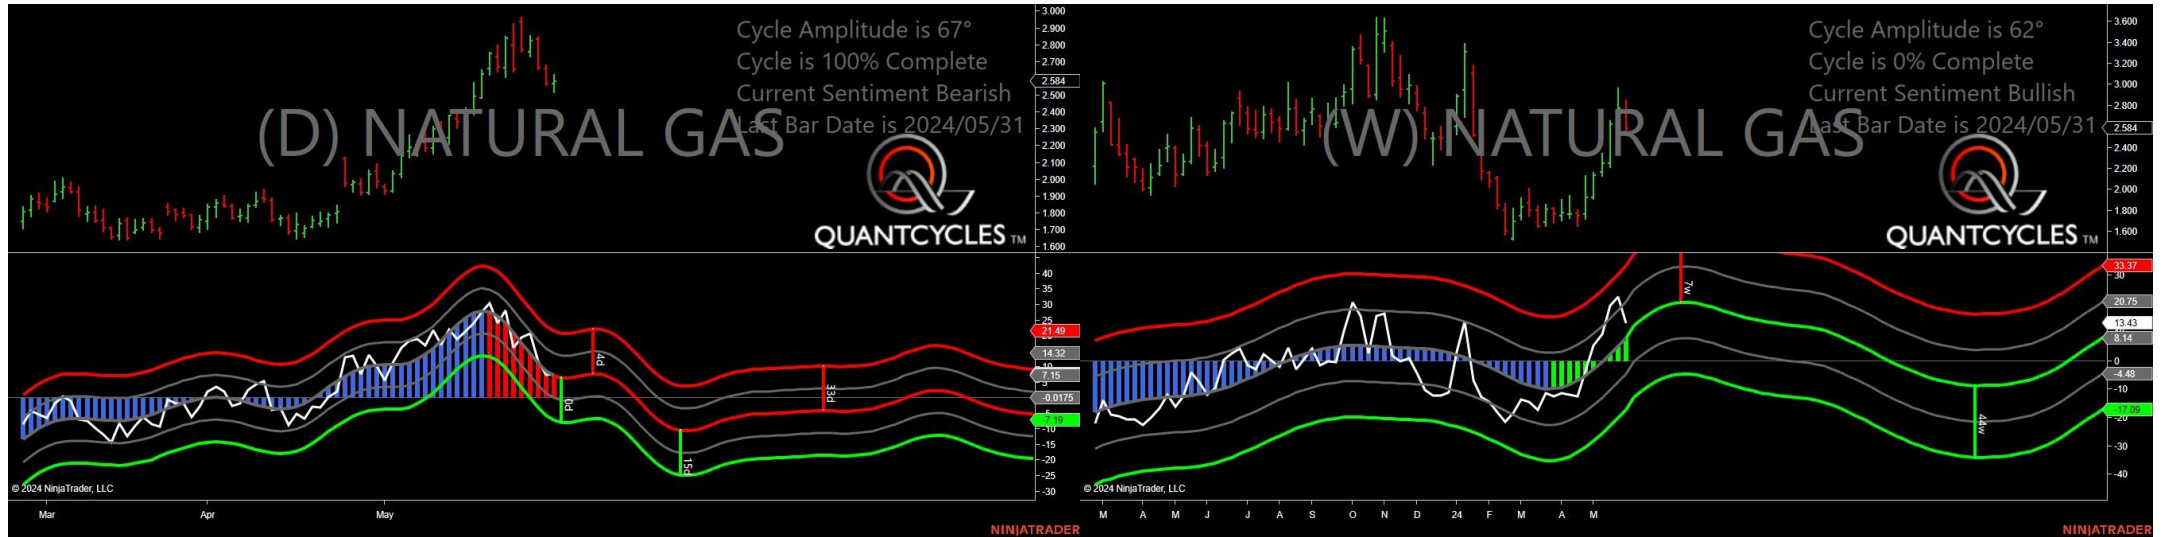 Cycle Amplitude is 67°
Cycle is 100% Complete
Current Sentiment Bearish
Last Bar Date is 2024/05/31
(D) NATURAL GAS
QUANTCYCLES TM
3.000
2.900
2.800
2.700
2.584
2.500
2.400
2.300
2.200
2.100
2.000
1.900
1.800
1.700
1.600
40
35
30
25
21.49
14.32
10
7.15
5
-0.0175
-5
-7.19
-10
-15
-20
-25
-30
4d
0d
15d
33d
© 2024 NinjaTrader, LLC
Mar Apr May
NINJATRADER
Cycle Amplitude is 62°
Cycle is 0% Complete
Current Sentiment Bullish
Last Bar Date is 2024/05/31
(W) NATURAL GAS
QUANTCYCLES TM
3.600
3.400
3.200
3.000
2.800
2.584
2.400
2.200
2.000
1.800
1.600
33.37
30
20.75
13.43
8.14
0
-4.48
-10
-17.09
-20
-30
-40
7w
44w
© 2024 NinjaTrader, LLC
M A M J J A S O N D 24 F M A M
NINJATRADER